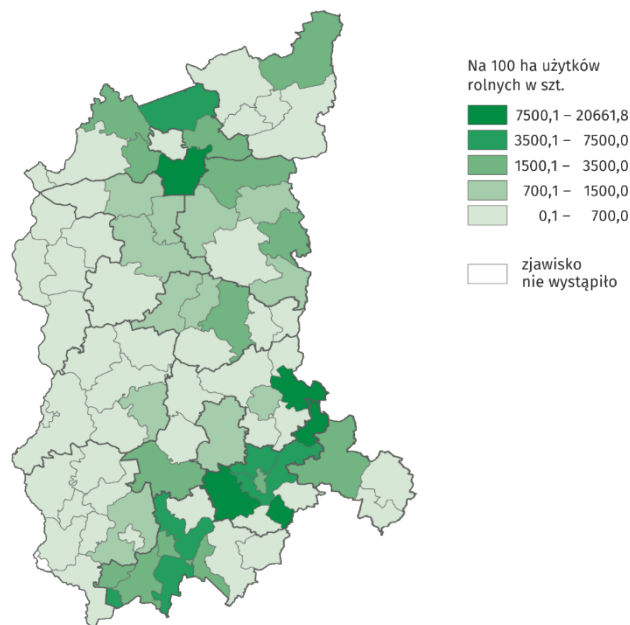 Na 100 ha użytków
rolnych w szt.
7500,1 – 20661,8
3500,1 – 7500,0
1500,1 – 3500,0
700,1 – 1500,0
0,1 – 700,0
zjawisko
nie wystąpiło